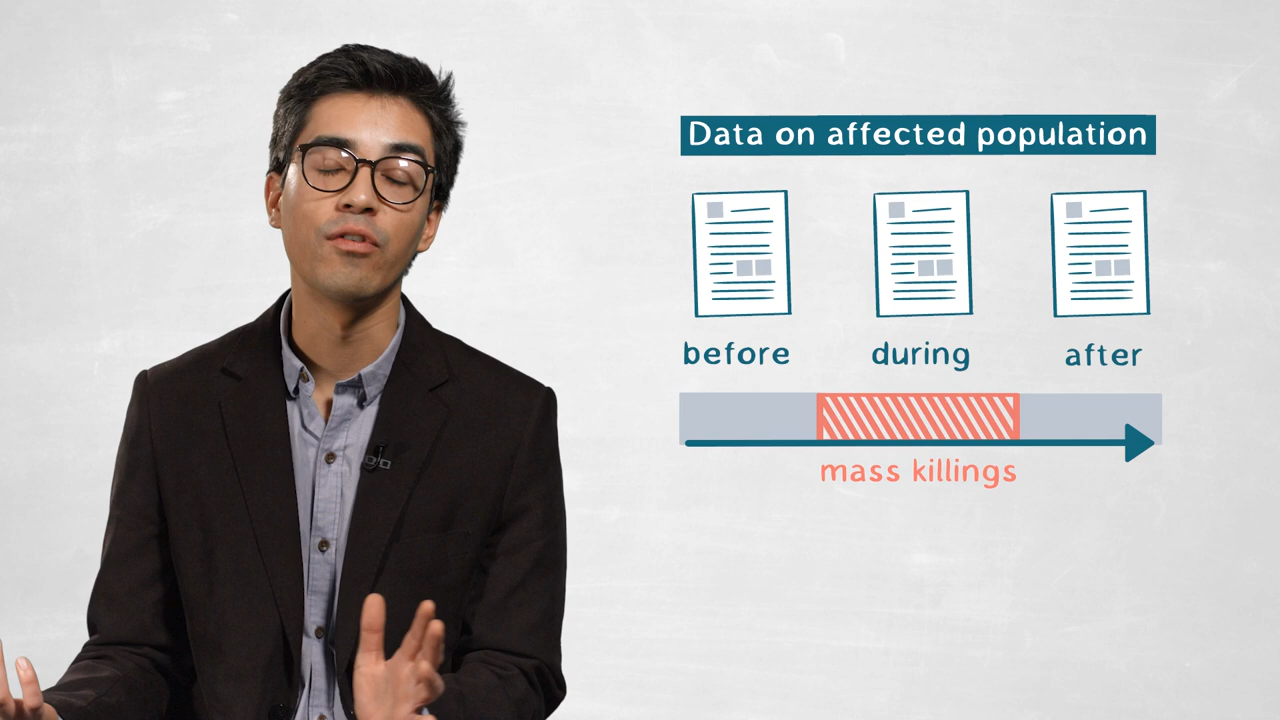 Data on affected population
before during after
mass killings